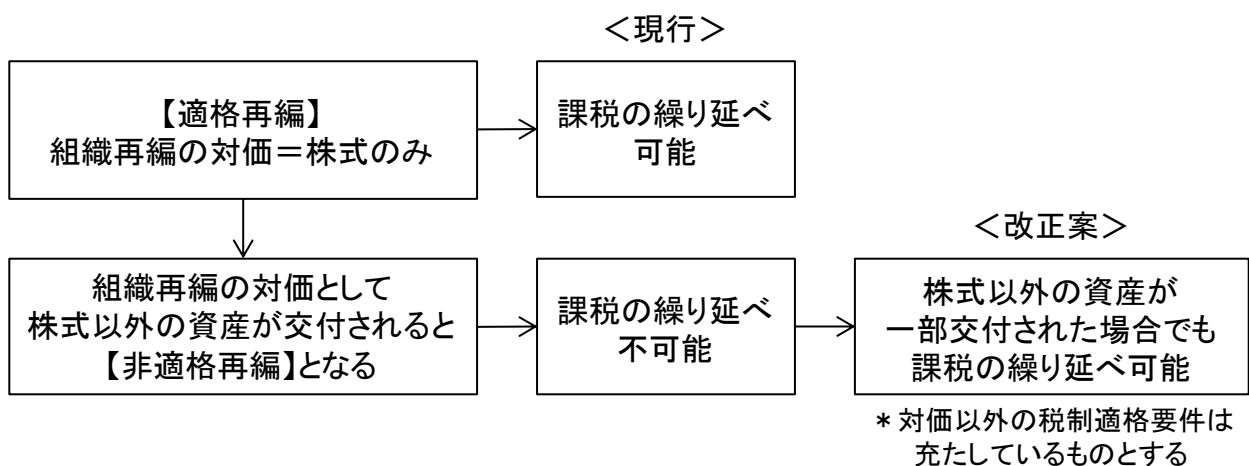 ＜現行＞
【適格再編】
組織再編の対価＝株式のみ
課税の繰り延べ
可能
＜改正案＞
組織再編の対価として
株式以外の資産が交付されると
【非適格再編】となる
課税の繰り延べ
不可能
株式以外の資産が
一部交付された場合でも
課税の繰り延べ可能
＊対価以外の税制適格要件は
充たしているものとする